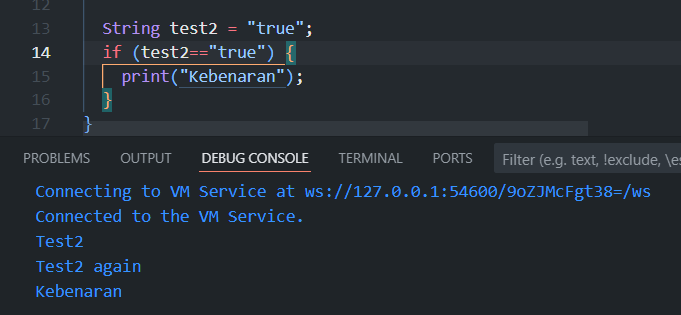 12
13 String test2 = "true";
14 if (test2=="true") {
15 print("Kebenaran");
16 }
17 }
PROBLEMS OUTPUT DEBUG CONSOLE TERMINAL PORTS Filter (e.g. text, !exclude, \es
Connecting to VM Service at ws://127.0.0.1:54600/9oZJMcFgt38=/ws
Connected to the VM Service.
Test2
Test2 again
Kebenaran